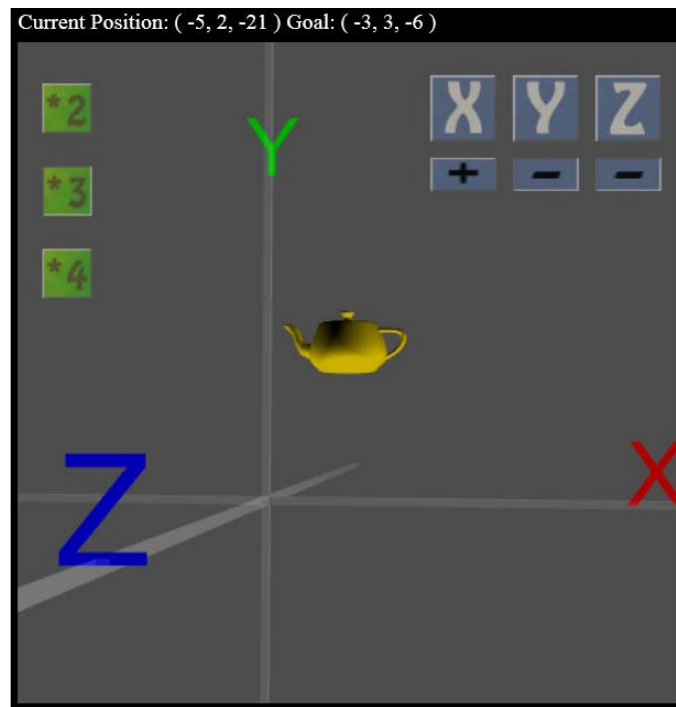 Current Position: ( -5, 2, -21 ) Goal: ( -3, 3, -6 )
*2
X Y Z
+ - -
Y
*3
*4
Z
X